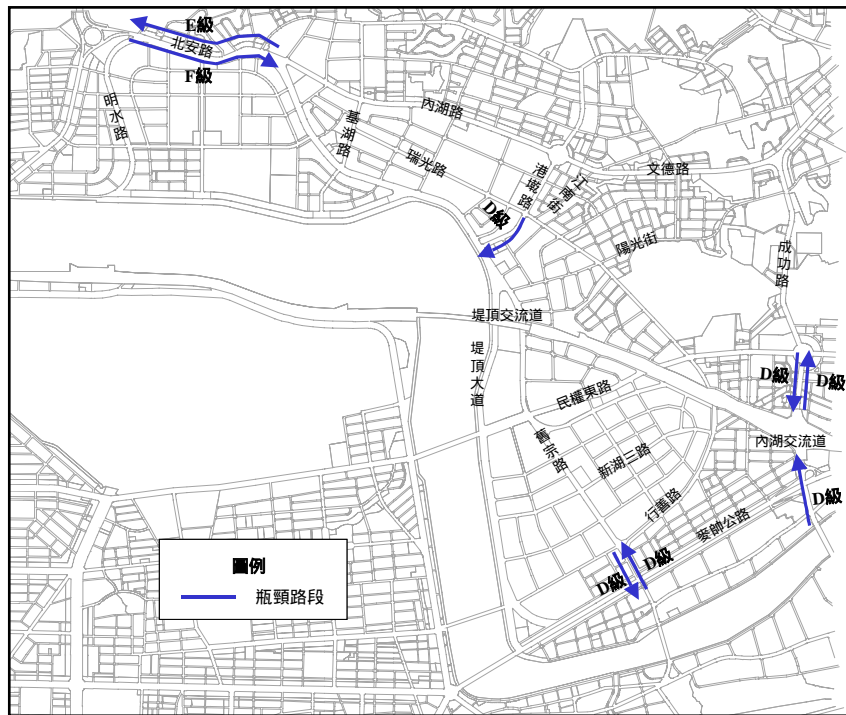 E級
北安路
F級
明水路
基湖路
內湖路
瑞光路
港墘路
江南街
文德路
D級
陽光街
成功路
堤頂交流道
堤頂大道
D級
D級
民權東路
舊宗路
新湖三路
內湖交流道
行善路
麥帥公路
D級
D級
D級
圖例
瓶頸路段